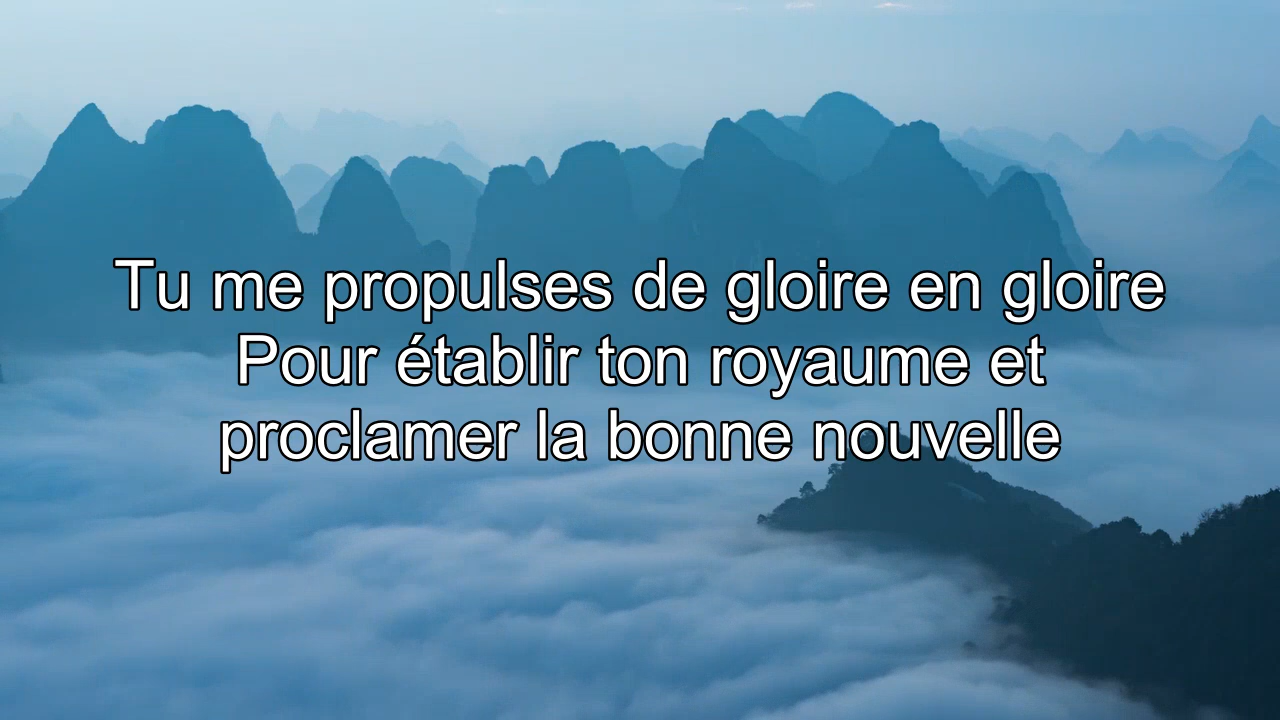 Tu me propulses de gloire en gloire
Pour établir ton royaume et
proclamer la bonne nouvelle